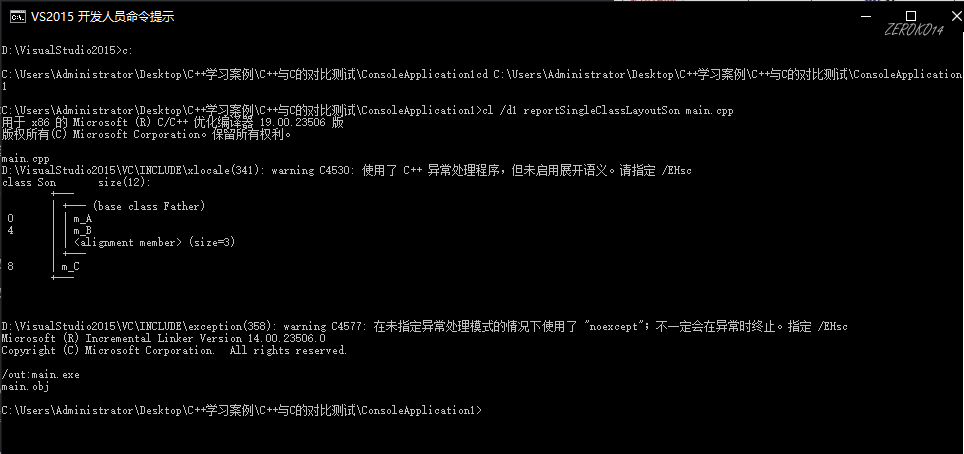 VS2015 开发人员命令提示
ZEROKO14
D:\VisualStudio2015>c:
C:\Users\Administrator\Desktop\C++学习案例\C++与C的对比测试\ConsoleApplication1cd C:\Users\Administrator\Desktop\C++学习案例\C++与C的对比测试\ConsoleApplication
1
C:\Users\Administrator\Desktop\C++学习案例\C++与C的对比测试\ConsoleApplication1>cl /d1 reportSingleClassLayoutSon main.cpp
用于 x86 的 Microsoft (R) C/C++ 优化编译器 19.00.23506 版
版权所有(C) Microsoft Corporation。保留所有权利。
main.cpp
D:\VisualStudio2015\VC\INCLUDE\xlocale(341): warning C4530: 使用了 C++ 异常处理程序，但未启用展开语义。请指定 /EHsc
class Son size(12):
+---
| +--- (base class Father)
0 | | m_A
4 | | m_B
| | <alignment member> (size=3)
| +---
8 | m_C
+---
D:\VisualStudio2015\VC\INCLUDE\exception(358): warning C4577: 在未指定异常处理模式的情况下使用了 "noexcept"；不一定会在异常时终止。指定 /EHsc
Microsoft (R) Incremental Linker Version 14.00.23506.0
Copyright (C) Microsoft Corporation. All rights reserved.
/out:main.exe
main.obj
C:\Users\Administrator\Desktop\C++学习案例\C++与C的对比测试\ConsoleApplication1>